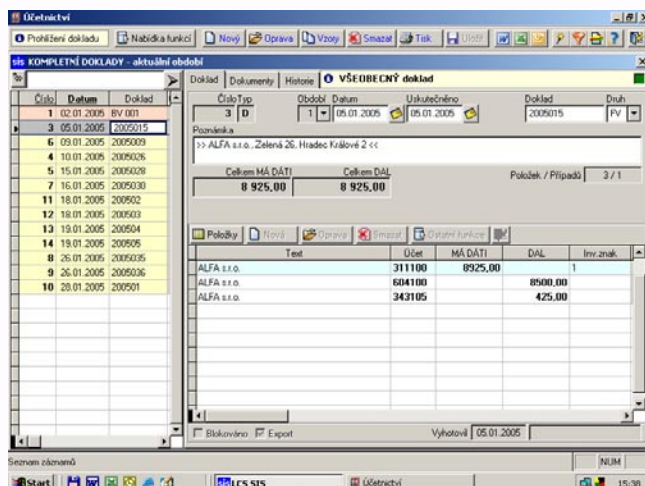 Účetnictví
Prohlížení dokladu Nabídka funkcí Nový Oprava Vzory Smazat Tisk Uložit
sis KOMPLETNÍ DOKLADY - aktuální období
Doklad Dokumenty Historie VŠEOBECNÝ doklad
Číslo Datum Doklad
1 02.01.2005 BV 001
3 05.01.2005 2005015
6 09.01.2005 2005009
4 10.01.2005 2005026
5 15.01.2005 2005028
7 16.01.2005 2005030
11 18.01.2005 200502
12 18.01.2005 200503
13 19.01.2005 200504
14 19.01.2005 200505
8 26.01.2005 2005035
9 26.01.2005 2005036
10 28.01.2005 200501
Číslo Typ Období Datum Uskutečněno Doklad Druh
3 D 1 05.01.2005 05.01.2005 2005015 FV
Poznámka
>> ALFA s.r.o., Zelená 26, Hradec Králové 2 <<
Celkem MÁ DÁTI Celkem DAL Položek / Případů 3 / 1
8 925,00 8 925,00
Položky Nová Oprava Smazat Ostatní funkce
Text Účet MÁ DÁTI DAL Inv.znak.
ALFA s.r.o. 311100 8925,00 1
ALFA s.r.o. 604100 8500,00
ALFA s.r.o. 343105 425,00
Blokováno Export Vyhotovil 05.01.2005
Seznam záznamů NUM
Start LCS SIS Účetnictví 15:38